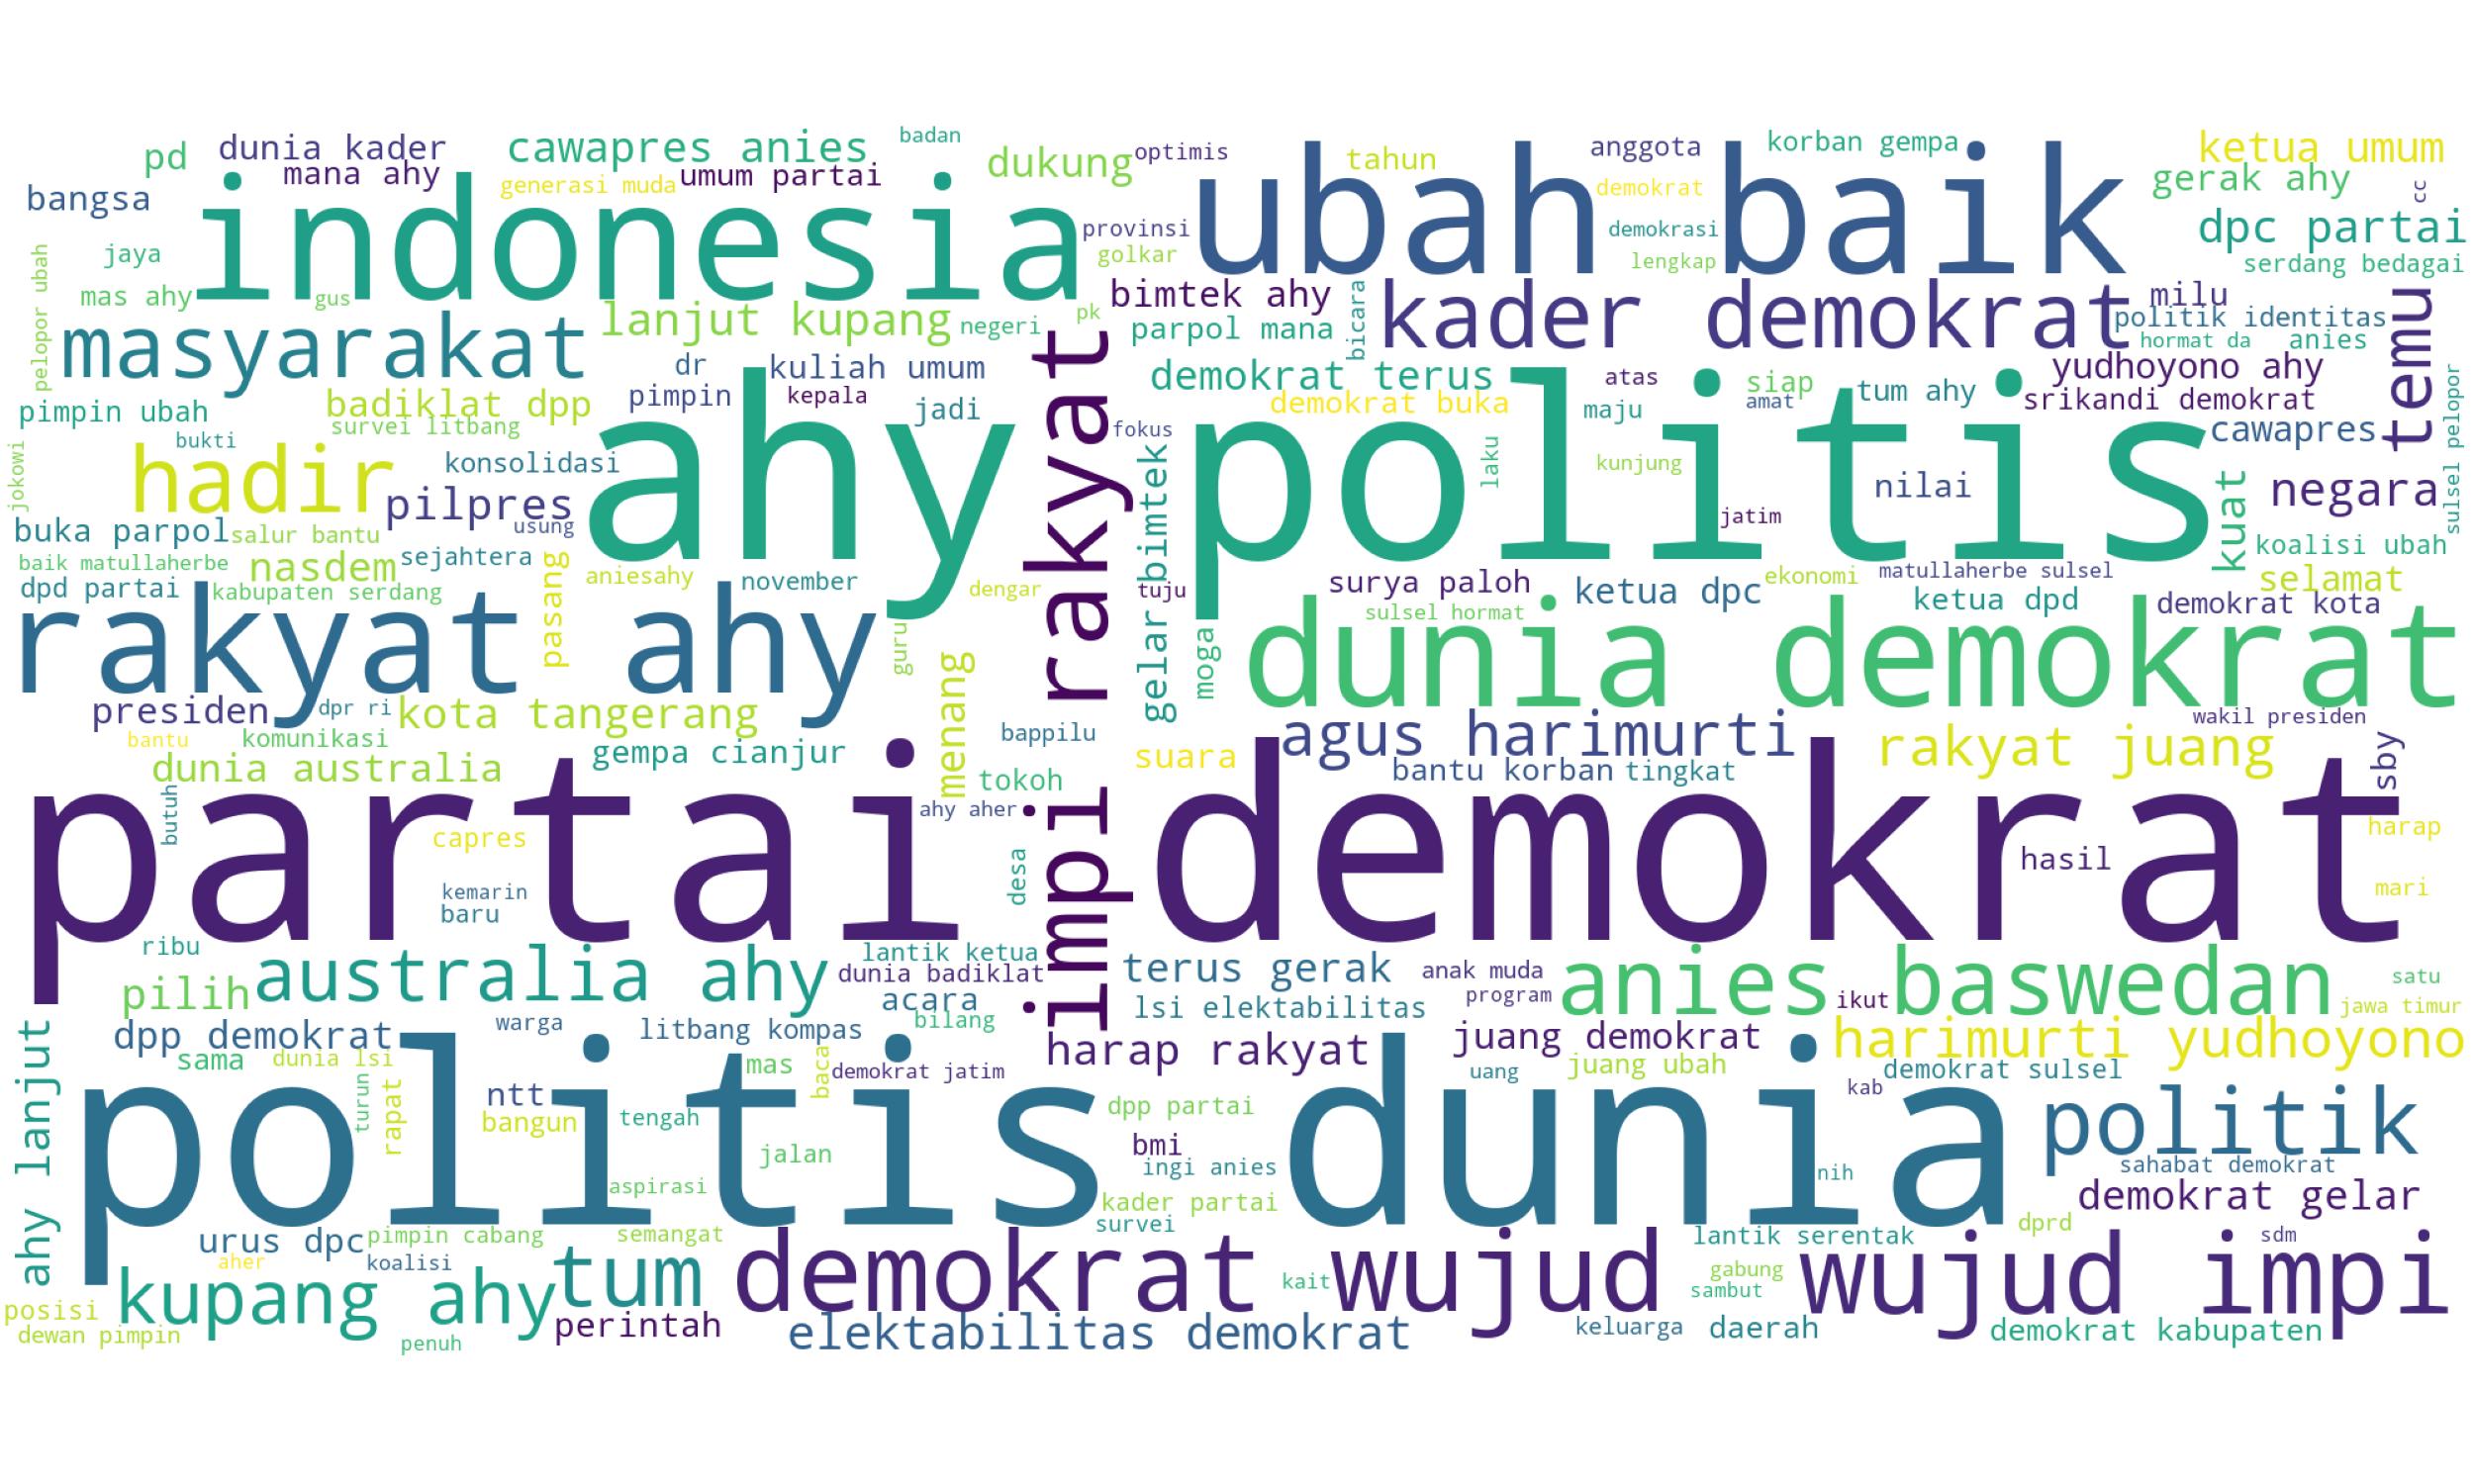 pd
dunia kader
cawapres anies
badan
dukung
optimis
tahun
anggota
korban gempa
ketua umum
mana ahy
generasi muda
umum partai
bangsa
indonesia
ubah baik
demokrat
gerak ahy
cc
provinsi
demokrasi
dpc partai
jaya
golkar
lengkap
serdang bedagai
pelopor ubah
mas ahy
gus
lanjut kupang
negeri
pk
bimtek ahy
parpol mana
bicara
kader demokrat
milu
politik identitas
hormat da
anies
temu
masyarakat
dr
kuliah umum
pimpin
kepala
jadi
demokrat terus
demokrat buka
atas
siap
amat
tum ahy
yudhoyono ahy
srikandi demokrat
maju
cawapres
sulsel pelopor
pimpin ubah
badiklat dpp
survei litbang
bukti
jokowi
hadir
konsolidasi
pilpres
usung
ahy politis
impi rakyat
fokus
laku
kunjung
nilai
negara
jatim
kuat
koalisi ubah
buka parpol
salur bantu
baik matullaherbe
nasdem
sejahtera
dpd partai
kabupaten serdang
pasang
aniesahy
november
dengar
gelar bimtek
tuju
surya paloh
ketua dpc
ekonomi
matullaherbe sulsel
selamat
sulsel hormat
ketua dpd
demokrat kota
rakyat ahy
guru
menang
moga
dunia demokrat
presiden
dpr ri
kota tangerang
bantu
komunikasi
gempa cianjur
bappilu
suara
agus harimurti
wakil presiden
rakyat juang
sby
dunia australia
tokoh
bantu korban
tingkat
partai demokrat
butuh
capres
ahy aher
harap
hasil
kemarin
baru
desa
mari
ribu
lantik ketua
australia ahy
dunia badiklat
terus gerak
anak muda
anies baswedan
satu
pilih
acara
lsi elektabilitas
program
ikut
jawa timur
ahy lanjut
dpp demokrat
warga
litbang kompas
bilang
harap rakyat
juang demokrat
harimurti yudhoyono
sama
dunia lsi
mas
baca
demokrat jatim
uang
juang ubah
demokrat sulsel
politis dunia
turun
rapat
ntt
bangun
tengah
dpp partai
kab
politik
jalan
bmi
ingi anies
nih
sahabat demokrat
aspirasi
kader partai
demokrat gelar
survei
urus dpc
pimpin cabang
semangat
lantik serentak
dprd
sdm
aher
koalisi
kupang ahy
tum
demokrat wujud
kait
gabung
sambut
wujud impi
posisi
perintah
dewan pimpin
penuh
elektabilitas demokrat
keluarga
daerah
demokrat kabupaten